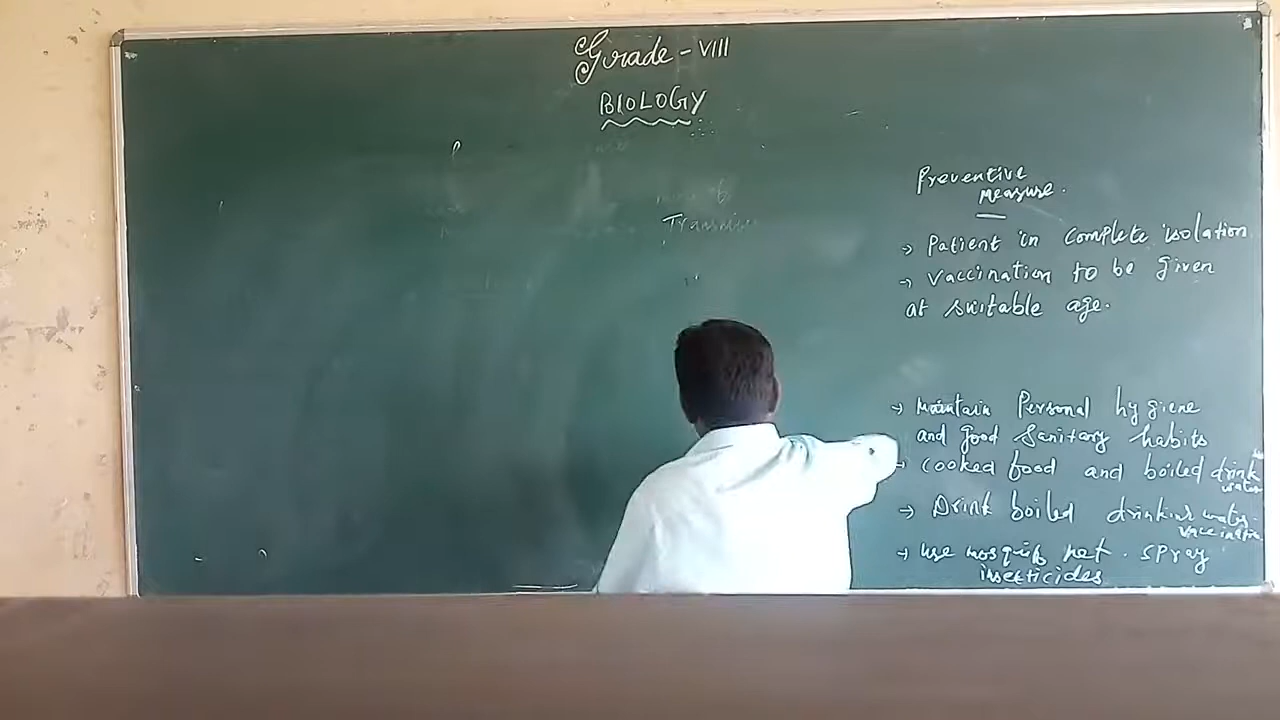 Grade - VIII
BIOLOGY
Preventive
Measure.
→ Patient in complete isolation
→ vaccination to be given
at suitable age.
→ Maintain Personal hygiene
and good Sanitary habits
→ Cooked food and boiled drink
water
→ Drink boiled drinking water.
vaccination
→ use mosquito net. spray
insecticides